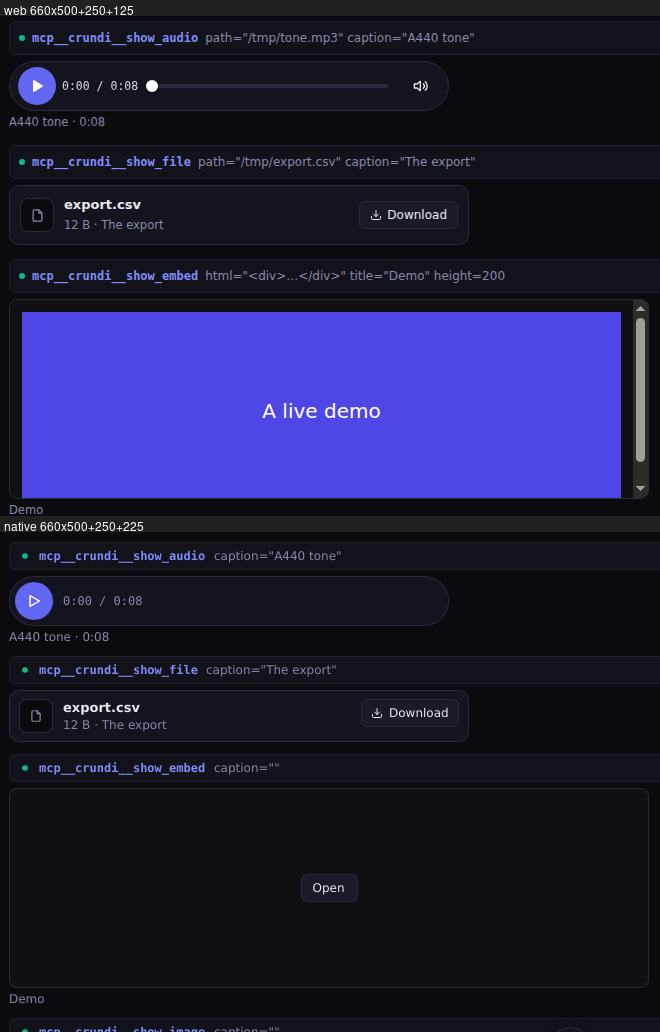 web 660x500+250+125
mcp__crundi__show_audio path="/tmp/tone.mp3" caption="A440 tone"
0:00 / 0:08
A440 tone · 0:08
mcp__crundi__show_file path="/tmp/export.csv" caption="The export"
export.csv
12 B · The export
Download
mcp__crundi__show_embed html="<div>…</div>" title="Demo" height=200
A live demo
Demo
native 660x500+250+225
mcp__crundi__show_audio caption="A440 tone"
0:00 / 0:08
A440 tone · 0:08
mcp__crundi__show_file caption="The export"
export.csv
12 B · The export
Download
mcp__crundi__show_embed caption=""
Open
Demo
mcp__crundi__show_image caption=""